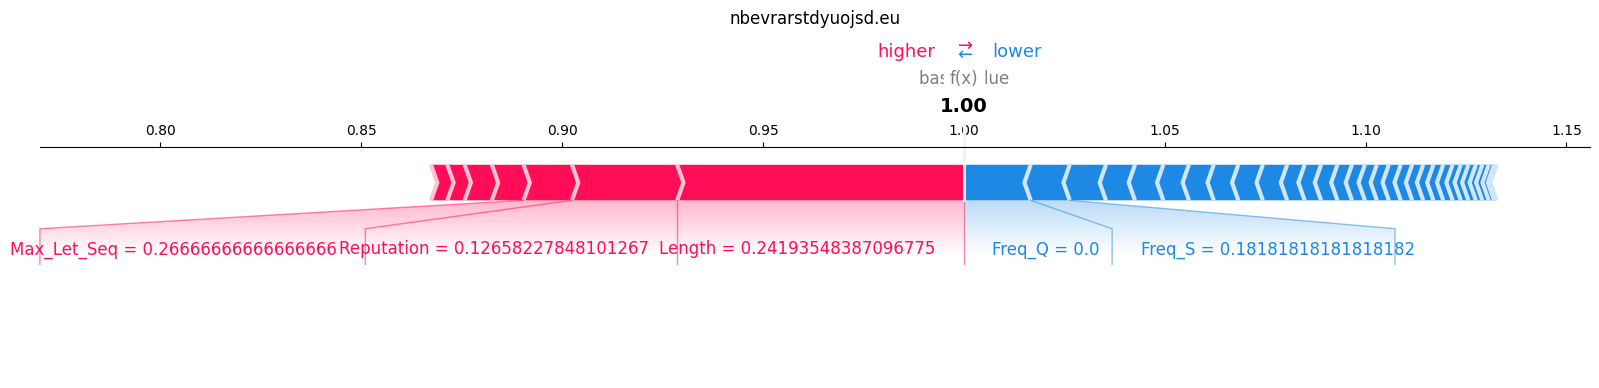 nbevrarstdyuojsd.eu
higher → lower
←
f(x)
1.00
0.80 0.85 0.90 0.95 1.00 1.05 1.10 1.15
Max_Let_Seq = 0.26666666666666666 Reputation = 0.12658227848101267 Length = 0.24193548387096775 Freq_Q = 0.0 Freq_S = 0.18181818181818182